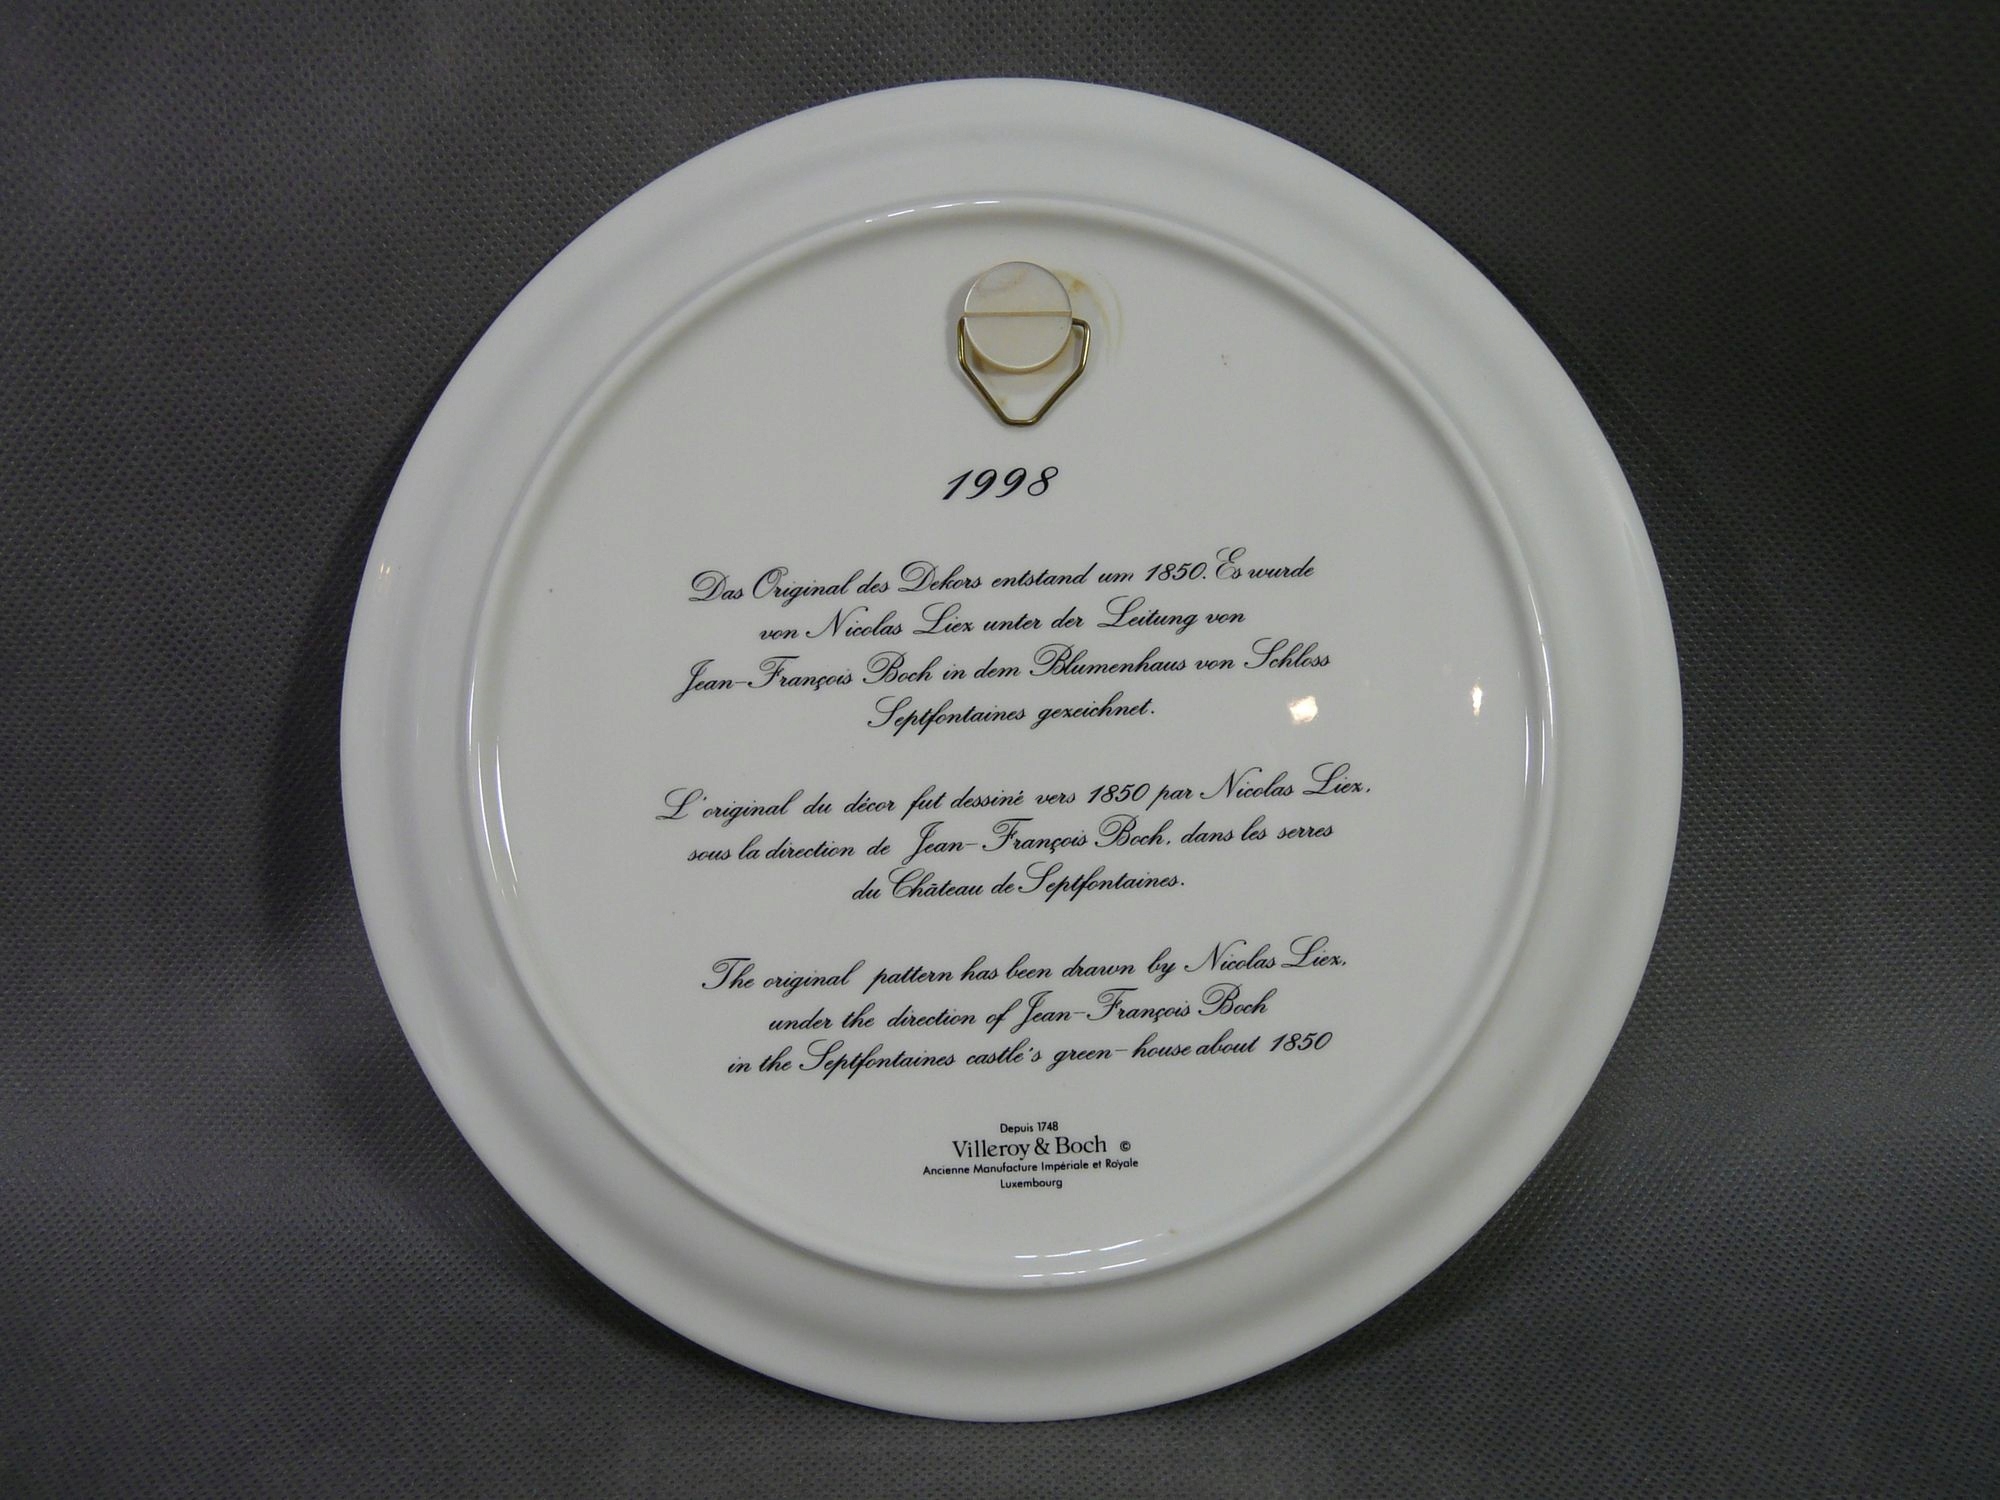 1998
Das Original des Dekors entstand um 1850. Es wurde
von Nicolas Liez unter der Leitung von
Jean-François Boch in dem Blumenhaus von Schloss
Septfontaines gezeichnet.
L'original du décor fut dessiné vers 1850 par Nicolas Liez,
sous la direction de Jean-François Boch, dans les serres
du Château de Septfontaines.
The original pattern has been drawn by Nicolas Liez,
under the direction of Jean-François Boch
in the Septfontaines castle's green-house about 1850
Depuis 1748
Villeroy & Boch ©
Ancienne Manufacture Impériale et Royale
Luxembourg